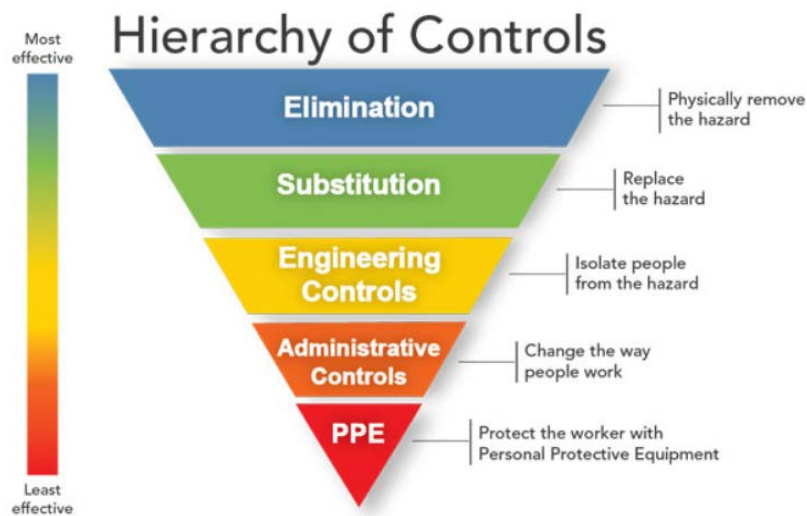 Hierarchy of Controls
Most
effective
Elimination
Physically remove
the hazard
Substitution
Replace
the hazard
Engineering
Controls
Isolate people
from the hazard
Administrative
Controls
Change the way
people work
PPE
Protect the worker with
Personal Protective Equipment
Least
effective